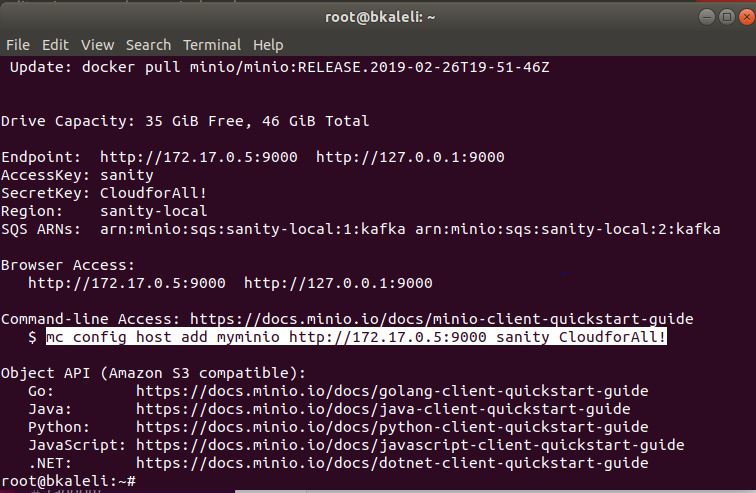 root@bkaleli: ~
File Edit View Search Terminal Help
Update: docker pull minio/minio:RELEASE.2019-02-26T19-51-46Z
Drive Capacity: 35 GiB Free, 46 GiB Total
Endpoint: http://172.17.0.5:9000 http://127.0.0.1:9000
AccessKey: sanity
SecretKey: CloudforAll!
Region: sanity-local
SQS ARNs: arn:minio:sqs:sanity-local:1:kafka arn:minio:sqs:sanity-local:2:kafka
Browser Access:
http://172.17.0.5:9000 http://127.0.0.1:9000
Command-line Access: https://docs.minio.io/docs/minio-client-quickstart-guide
$ mc config host add myminio http://172.17.0.5:9000 sanity CloudforAll!
Object API (Amazon S3 compatible):
Go: https://docs.minio.io/docs/golang-client-quickstart-guide
Java: https://docs.minio.io/docs/java-client-quickstart-guide
Python: https://docs.minio.io/docs/python-client-quickstart-guide
JavaScript: https://docs.minio.io/docs/javascript-client-quickstart-guide
.NET: https://docs.minio.io/docs/dotnet-client-quickstart-guide
root@bkaleli:~#